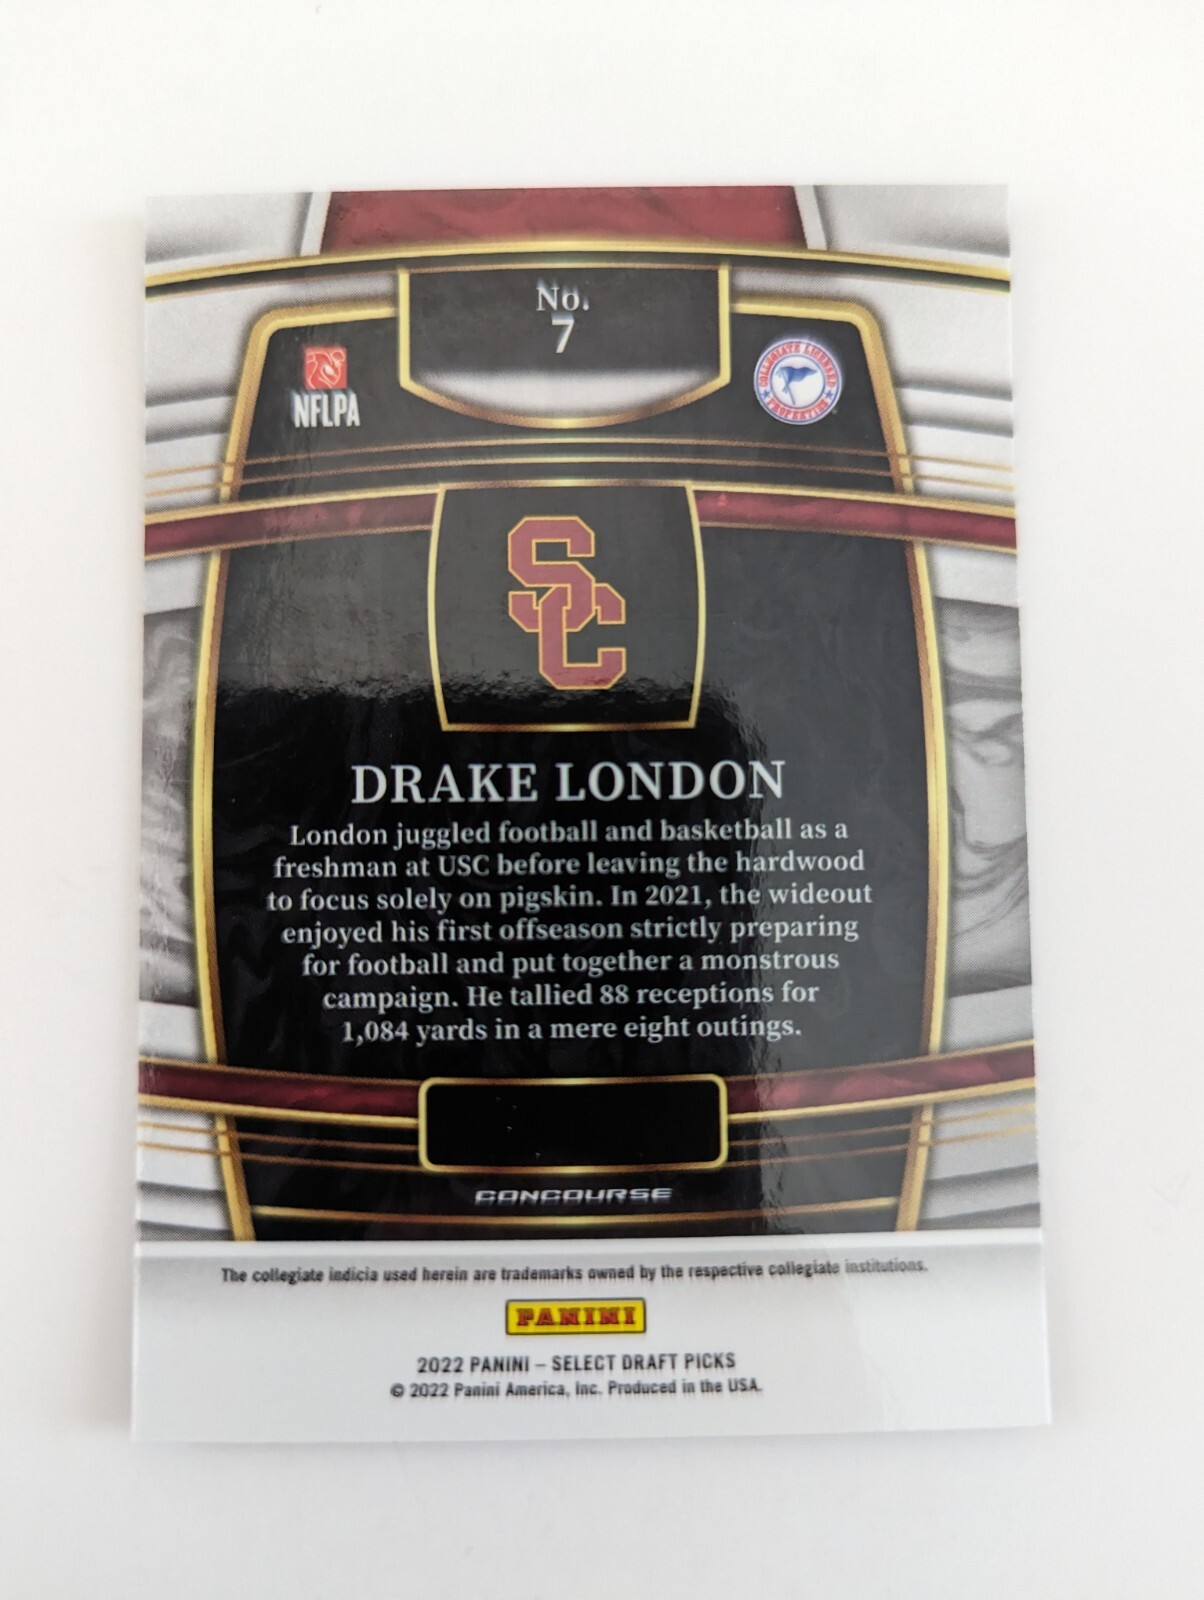 No.
7
NFLPA
COLLEGIATE LICENSED
PROPERTIES
SC
DRAKE LONDON
London juggled football and basketball as a
freshman at USC before leaving the hardwood
to focus solely on pigskin. In 2021, the wideout
enjoyed his first offseason strictly preparing
for football and put together a monstrous
campaign. He tallied 88 receptions for
1,084 yards in a mere eight outings.
CONCOURSE
The collegiate indicia used herein are trademarks owned by the respective collegiate institutions.
PANINI
2022 PANINI – SELECT DRAFT PICKS
© 2022 Panini America, Inc. Produced in the USA.